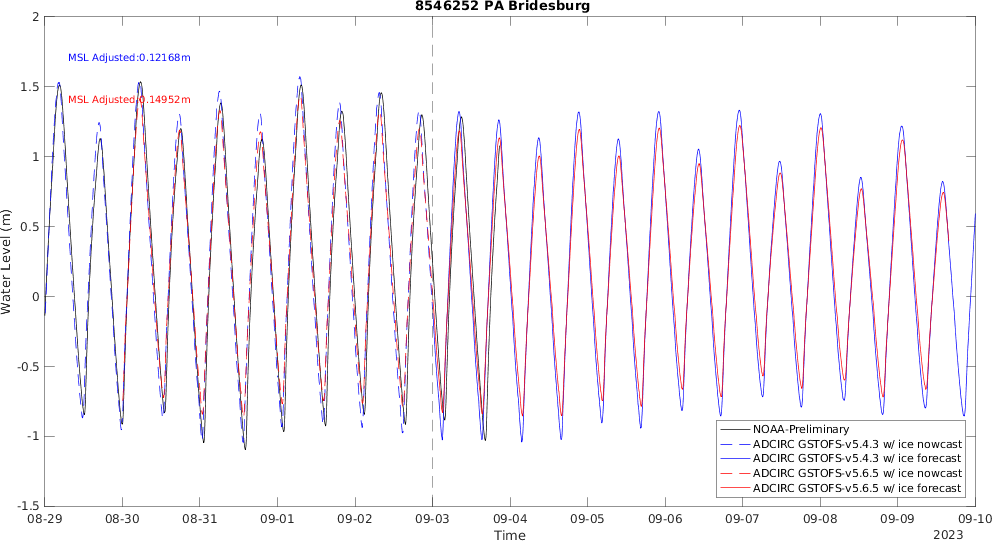 8546252 PA Bridesburg
MSL Adjusted:0.12168m
MSL Adjusted:0.14952m
Water Level (m)
2
1.5
1
0.5
0
-0.5
-1
-1.5
NOAA-Preliminary
ADCIRC GSTOFS-v5.4.3 w/ ice nowcast
ADCIRC GSTOFS-v5.4.3 w/ ice forecast
ADCIRC GSTOFS-v5.6.5 w/ ice nowcast
ADCIRC GSTOFS-v5.6.5 w/ ice forecast
08-29 08-30 08-31 09-01 09-02 09-03 09-04 09-05 09-06 09-07 09-08 09-09 09-10
Time
2023